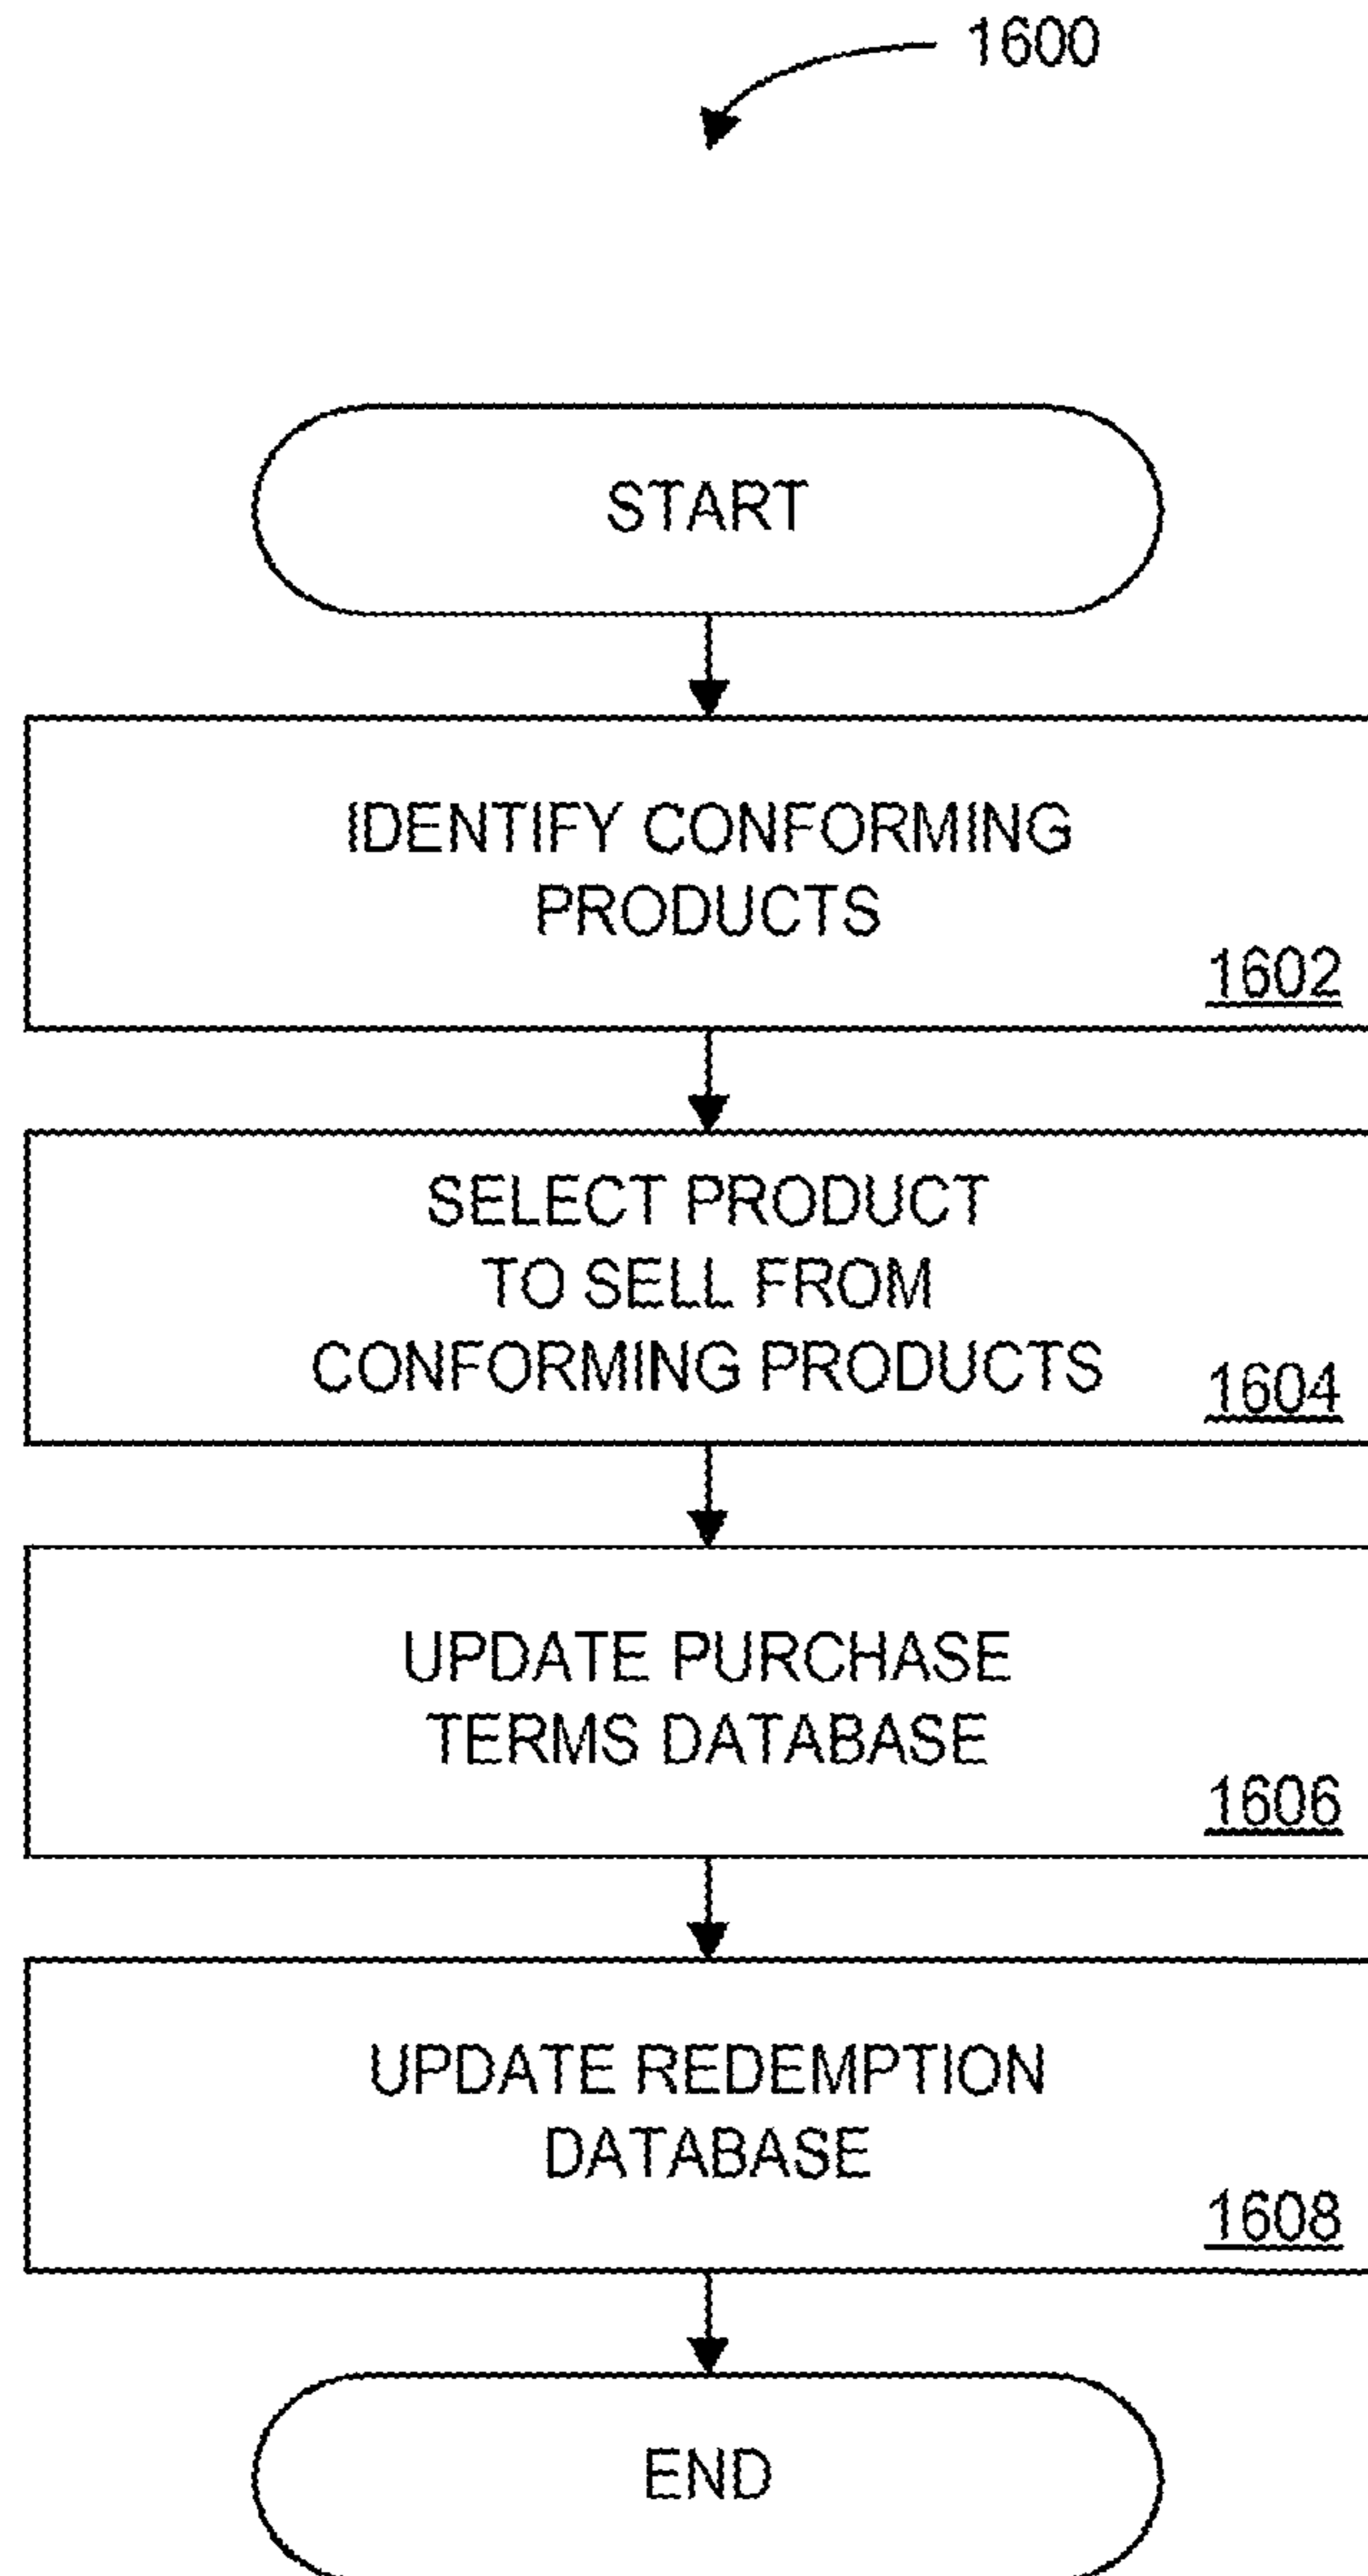 1600
START
IDENTIFY CONFORMING
PRODUCTS
1602
SELECT PRODUCT
TO SELL FROM
CONFORMING PRODUCTS
1604
UPDATE PURCHASE
TERMS DATABASE
1606
UPDATE REDEMPTION
DATABASE
1608
END